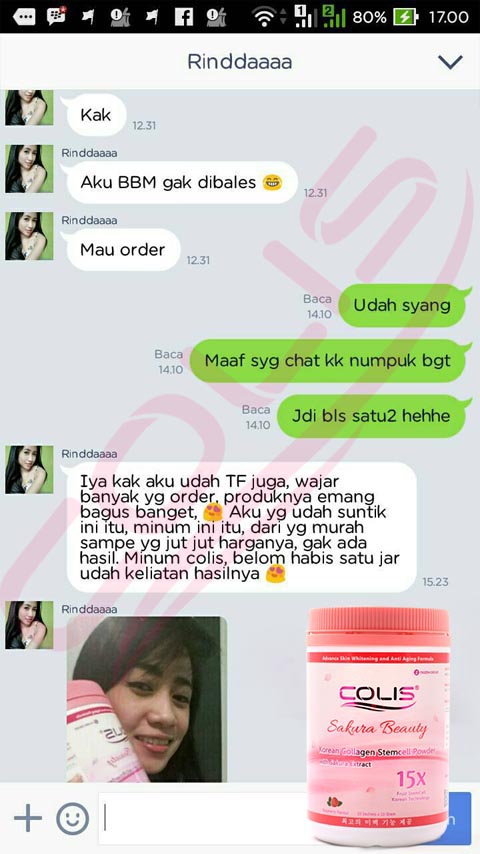 80% 17.00
Rinddaaaa
Kak
12.31
Rinddaaaa
Aku BBM gak dibales 😁
12.31
Rinddaaaa
Mau order
12.31
Baca
14.10
Udah syang
Baca
14.10
Maaf syg chat kk numpuk bgt
Baca
14.10
Jdi bls satu2 hehhe
Rinddaaaa
Iya kak aku udah TF juga, wajar
banyak yg order, produknya emang
bagus banget, 😍 Aku yg udah suntik
ini itu, minum ini itu, dari yg murah
sampe yg jut jut harganya, gak ada
hasil. Minum colis, belom habis satu jar
udah keliatan hasilnya 😍
15.23
Rinddaaaa
Advance Skin Whitening and Anti Aging Formula
COLIS®
Sakura Beauty
Korean Collagen Stemcell Powder
with Sakura Extract
15X
Fruit StemCell
Korean Technology